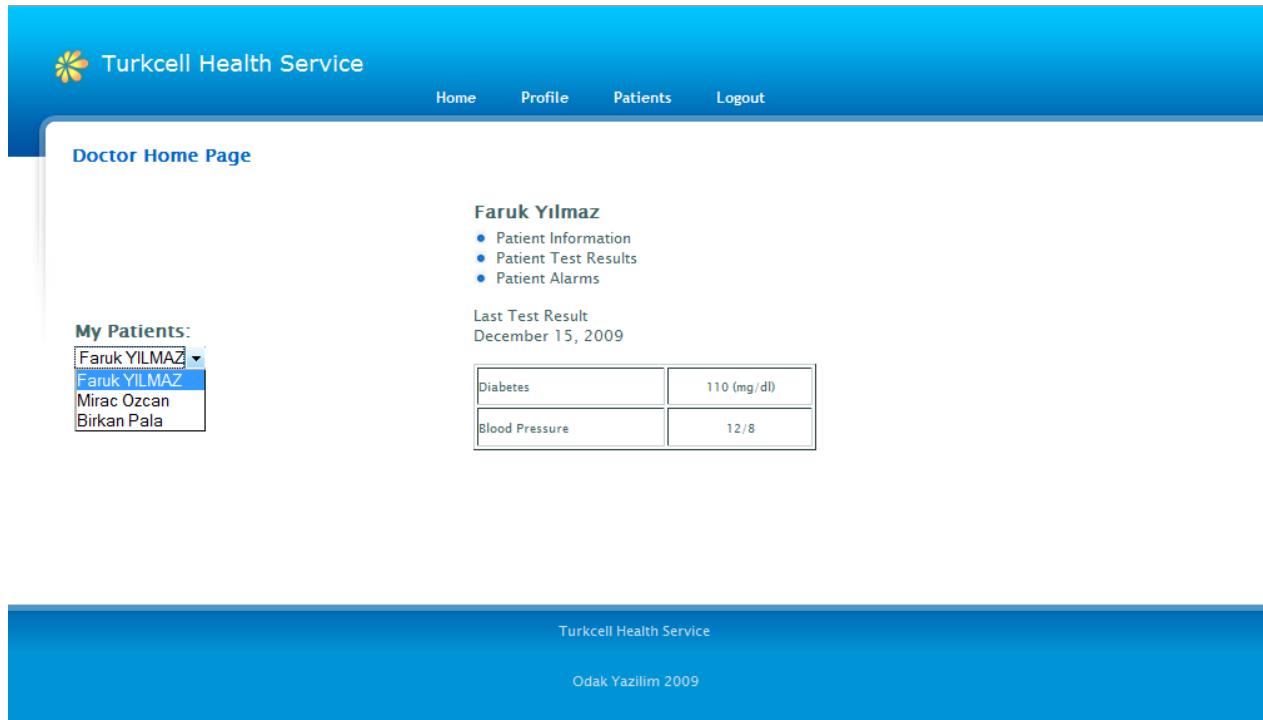 Turkcell Health Service
Home Profile Patients Logout
Doctor Home Page
My Patients:
Faruk YILMAZ
Faruk YILMAZ
Mirac Ozcan
Birkan Pala
Faruk Yılmaz
Patient Information
Patient Test Results
Patient Alarms
Last Test Result
December 15, 2009
Diabetes 110 (mg/dl)
Blood Pressure 12/8
Turkcell Health Service
Odak Yazilim 2009